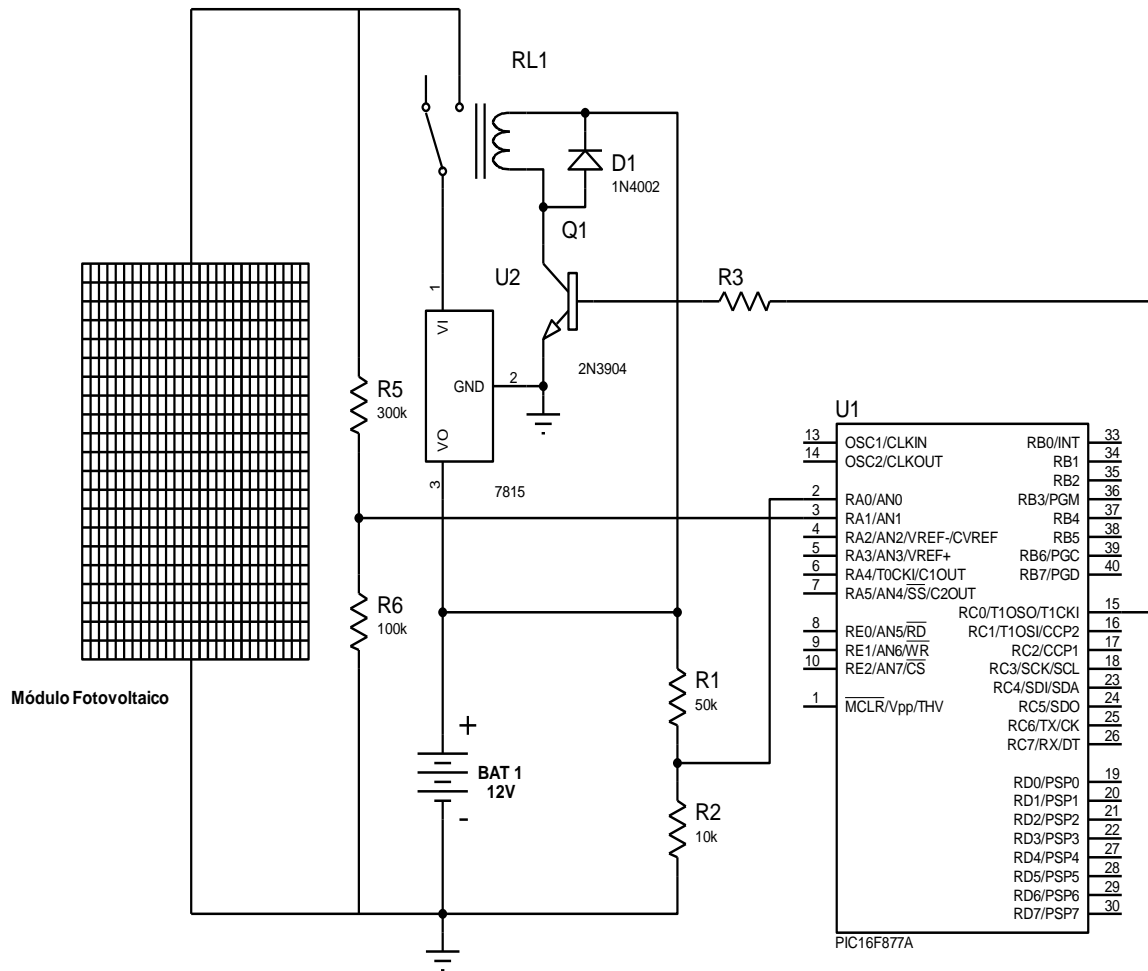 RL1
D1
1N4002
Q1
U2
R3
1
VI
2N3904
GND
2
VO
3
7815
R5
300k
R6
100k
Módulo Fotovoltaico
+
BAT 1
12V
-
R1
50k
R2
10k
U1
13 OSC1/CLKIN
14 OSC2/CLKOUT
2 RA0/AN0
3 RA1/AN1
4 RA2/AN2/VREF-/CVREF
5 RA3/AN3/VREF+
6 RA4/T0CKI/C1OUT
7 RA5/AN4/SS/C2OUT
8 RE0/AN5/RD
9 RE1/AN6/WR
10 RE2/AN7/CS
1 MCLR/Vpp/THV
RB0/INT 33
RB1 34
RB2 35
RB3/PGM 36
RB4 37
RB5 38
RB6/PGC 39
RB7/PGD 40
RC0/T1OSO/T1CKI 15
RC1/T1OSI/CCP2 16
RC2/CCP1 17
RC3/SCK/SCL 18
RC4/SDI/SDA 23
RC5/SDO 24
RC6/TX/CK 25
RC7/RX/DT 26
RD0/PSP0 19
RD1/PSP1 20
RD2/PSP2 21
RD3/PSP3 22
RD4/PSP4 27
RD5/PSP5 28
RD6/PSP6 29
RD7/PSP7 30
PIC16F877A